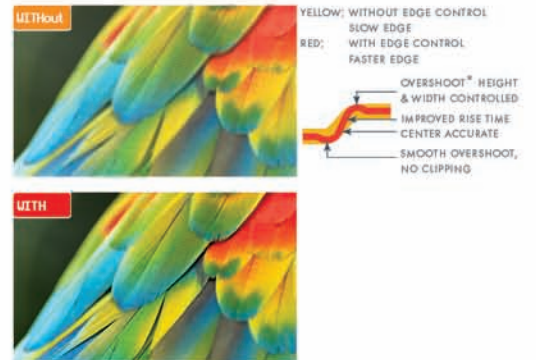 WITHout
YELLOW; WITHOUT EDGE CONTROL
SLOW EDGE
RED; WITH EDGE CONTROL
FASTER EDGE
OVERSHOOT* HEIGHT
& WIDTH CONTROLLED
IMPROVED RISE TIME
CENTER ACCURATE
SMOOTH OVERSHOOT,
NO CLIPPING
WITH